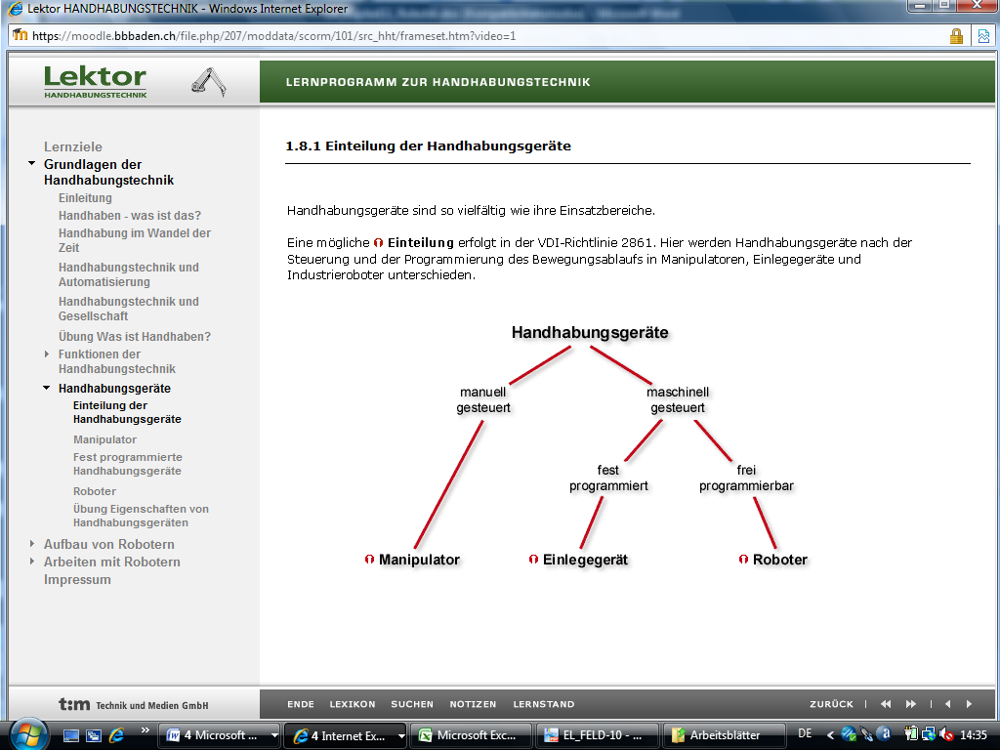 Lektor HANDHABUNGSTECHNIK - Windows Internet Explorer
https://moodle.bbbaden.ch/file.php/207/moddata/scorm/101/src_hht/frameset.htm?video=1
Lektor
HANDHABUNGSTECHNIK
LERNPROGRAMM ZUR HANDHABUNGSTECHNIK
Lernziele
Grundlagen der
Handhabungstechnik
Einleitung
Handhaben - was ist das?
Handhabung im Wandel der
Zeit
Handhabungstechnik und
Automatisierung
Handhabungstechnik und
Gesellschaft
Übung Was ist Handhaben?
Funktionen der
Handhabungstechnik
Handhabungsgeräte
Einteilung der
Handhabungsgeräte
Manipulator
Fest programmierte
Handhabungsgeräte
Roboter
Übung Eigenschaften von
Handhabungsgeräten
Aufbau von Robotern
Arbeiten mit Robotern
Impressum
1.8.1 Einteilung der Handhabungsgeräte
Handhabungsgeräte sind so vielfältig wie ihre Einsatzbereiche.
Eine mögliche Einteilung erfolgt in der VDI-Richtlinie 2861. Hier werden Handhabungsgeräte nach der
Steuerung und der Programmierung des Bewegungsablaufs in Manipulatoren, Einlegegeräte und
Industrieroboter unterschieden.
Handhabungsgeräte
manuell
gesteuert
maschinell
gesteuert
fest
programmiert
frei
programmierbar
Manipulator
Einlegegerät
Roboter
t:m Technik und Medien GmbH
ENDE LEXIKON SUCHEN NOTIZEN LERNSTAND
ZURÜCK
4 Microsoft ...
4 Internet Ex...
Microsoft Exc...
EL_FELD-10 - ...
Arbeitsblätter
DE
14:35